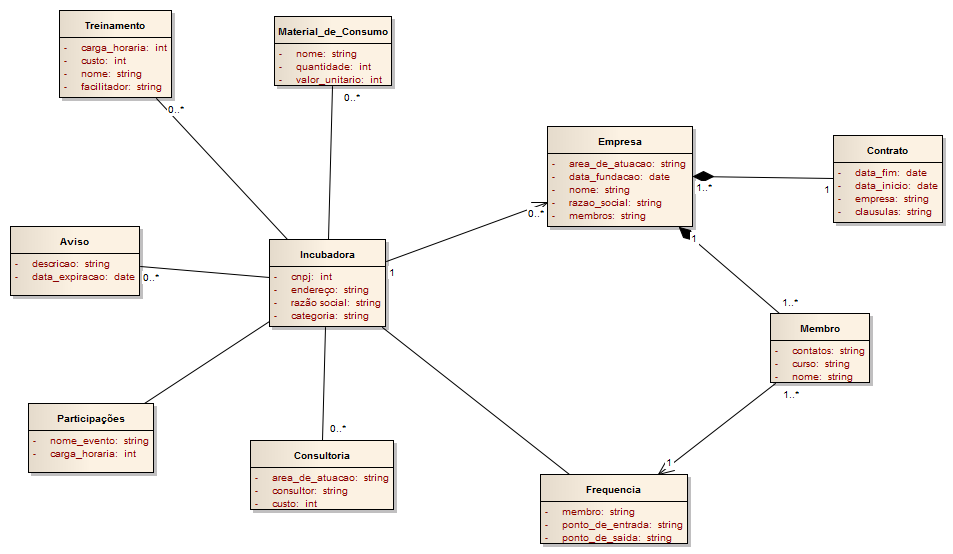 Treinamento
- carga_horaria: int
- custo: int
- nome: string
- facilitador: string
0..*
Material_de_Consumo
- nome: string
- quantidade: int
- valor_unitario: int
0..*
Empresa
- area_de_atuacao: string
- data_fundacao: date
- nome: string
- razao_social: string
- membros: string
1..*
1
0..*
1
Contrato
- data_fim: date
- data_inicio: date
- empresa: string
- clausulas: string
Aviso
- descricao: string
- data_expiracao: date
0..*
Incubadora
- cnpj: int
- endereço: string
- razão social: string
- categoria: string
1
1..*
Membro
- contatos: string
- curso: string
- nome: string
1..*
Participações
- nome_evento: string
- carga_horaria: int
0..*
Consultoria
- area_de_atuacao: string
- consultor: string
- custo: int
1
Frequencia
- membro: string
- ponto_de_entrada: string
- ponto_de_saida: string